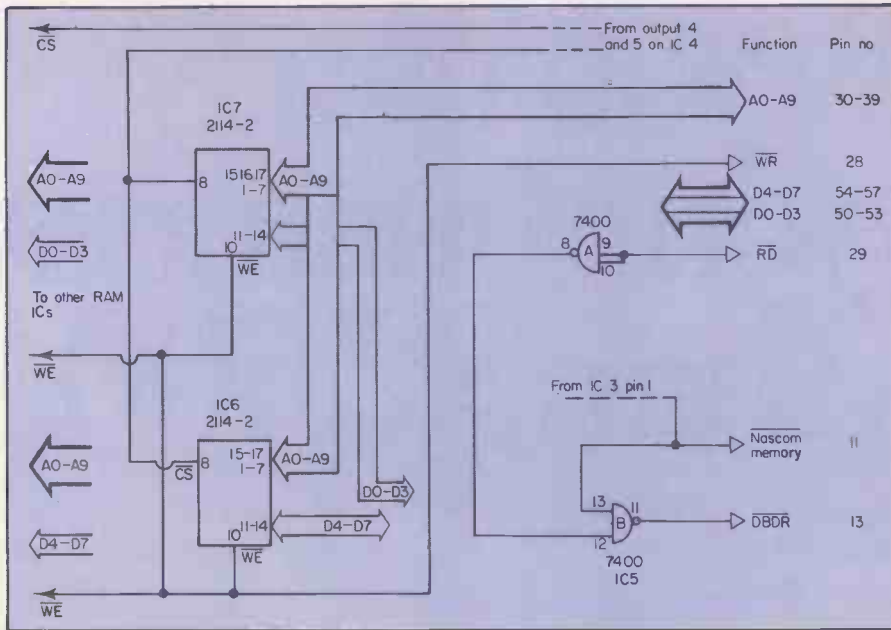 From output 4
and 5 on IC 4
Function
Pin no
CS
IC7
2114-2
A0-A9
30-39
15 16,17
1-7
8
A0-A9
A0-A9
WR
28
D4-D7
54-57
D0-D3
50-53
11-14
10
WE
7400
8
A
9
10
RD
29
D0-D3
To other RAM
ICs
WE
From IC 3 pin 1
IC6
2114-2
Nascom
memory
11
A0-A9
CS
8
15-17
1-7
A0-A9
D0-D3
13
B
11
12
DBDR
13
11-14
10
D4-D7
WE
D4-D7
7400
IC5
WE